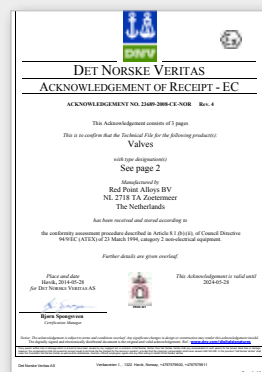 DNV
DET NORSKE VERITAS
ACKNOWLEDGEMENT OF RECEIPT - EC
ACKNOWLEDGEMENT NO. 23689-2008-CE-NOR Rev. 4
This Acknowledgement consists of 3 pages
This is to confirm that the Technical File for the following product(s):
Valves
with type designation(s)
See page 2
Manufactured by
Red Point Alloys BV
NL 2718 TA Zoetermeer
The Netherlands
has been received and stored according to
the conformity assessment procedure described in Article 8.1 (b) (ii), of Council Directive
94/9/EC (ATEX) of 23 March 1994, category 2 non-electrical equipment.
Further details are given overleaf.
Place and date
Høvik, 2014-05-28
for DET NORSKE VERITAS AS
This Acknowledgement is valid until
2024-05-28
Bjørn Spongsveen
Certification Manager
Det Norske Veritas AS